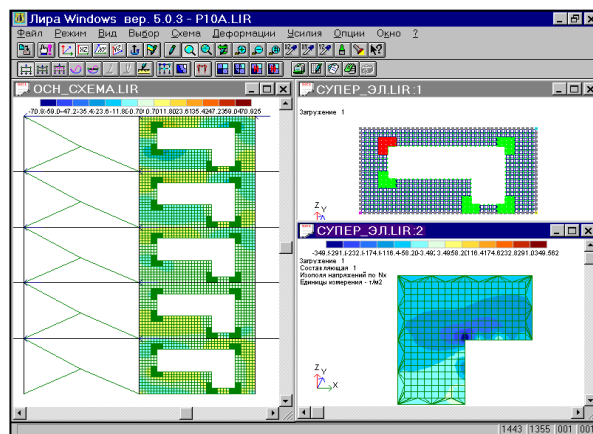 Лира Windows вер. 5.0.3 - P10A.LIR
Файл Режим Вид Выбор Схема Деформации Усилия Опции Окно ?
ОСН_СХЕМА.LIR
СУПЕР_ЭЛ.LIR:1
Загружение 1
Z
Y
СУПЕР_ЭЛ.LIR:2
Загружение 1
Составляющая 1
Изополя напряжений по Nx
Единицы измерения - т/м2
Z
Y
X
1443 1355 001 001